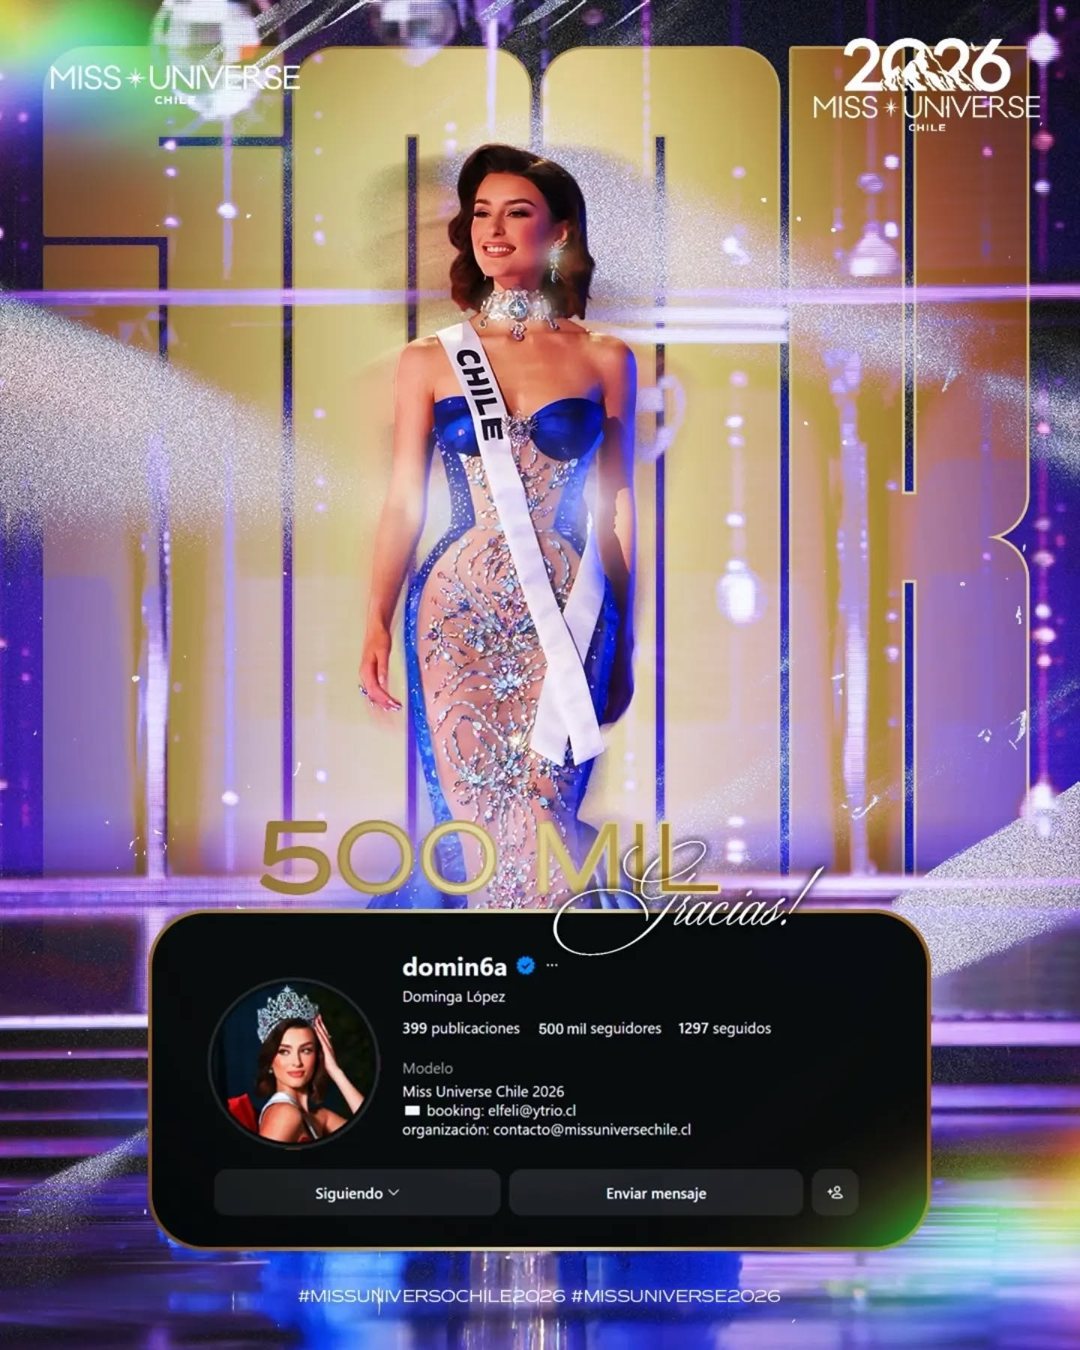 MISS UNIVERSE
CHILE
2026
MISS UNIVERSE
CHILE
500K
CHILE
500 MIL
Gracias!
domin6a ...
Dominga López
399 publicaciones 500 mil seguidores 1297 seguidos
Modelo
Miss Universe Chile 2026
booking: elfeli@ytrio.cl
organización: contacto@missuniversechile.cl
Siguiendo
Enviar mensaje
#MISSUNIVERSOCHILE2026 #MISSUNIVERSE2026